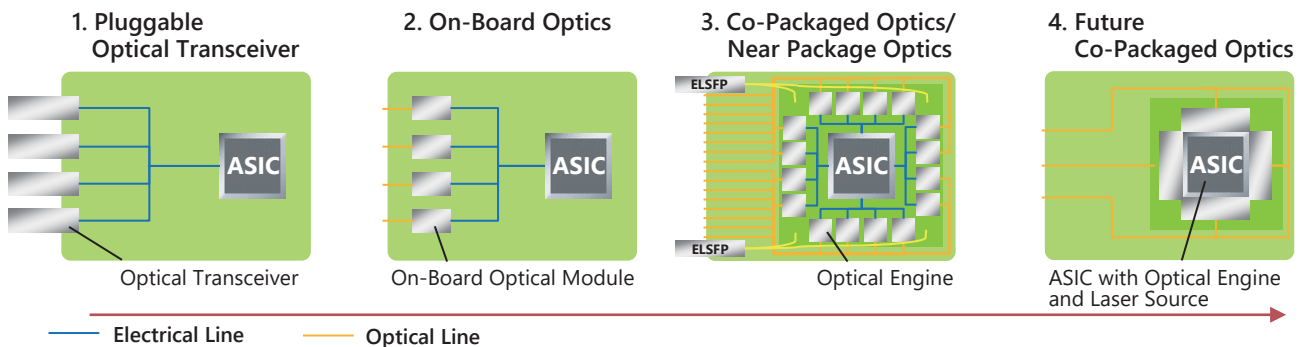 1. Pluggable
Optical Transceiver
2. On-Board Optics
3. Co-Packaged Optics/
Near Package Optics
4. Future
Co-Packaged Optics
ASIC
Optical Transceiver
ASIC
On-Board Optical Module
ELSFP
ASIC
ELSFP
Optical Engine
ASIC
ASIC with Optical Engine
and Laser Source
Electrical Line
Optical Line